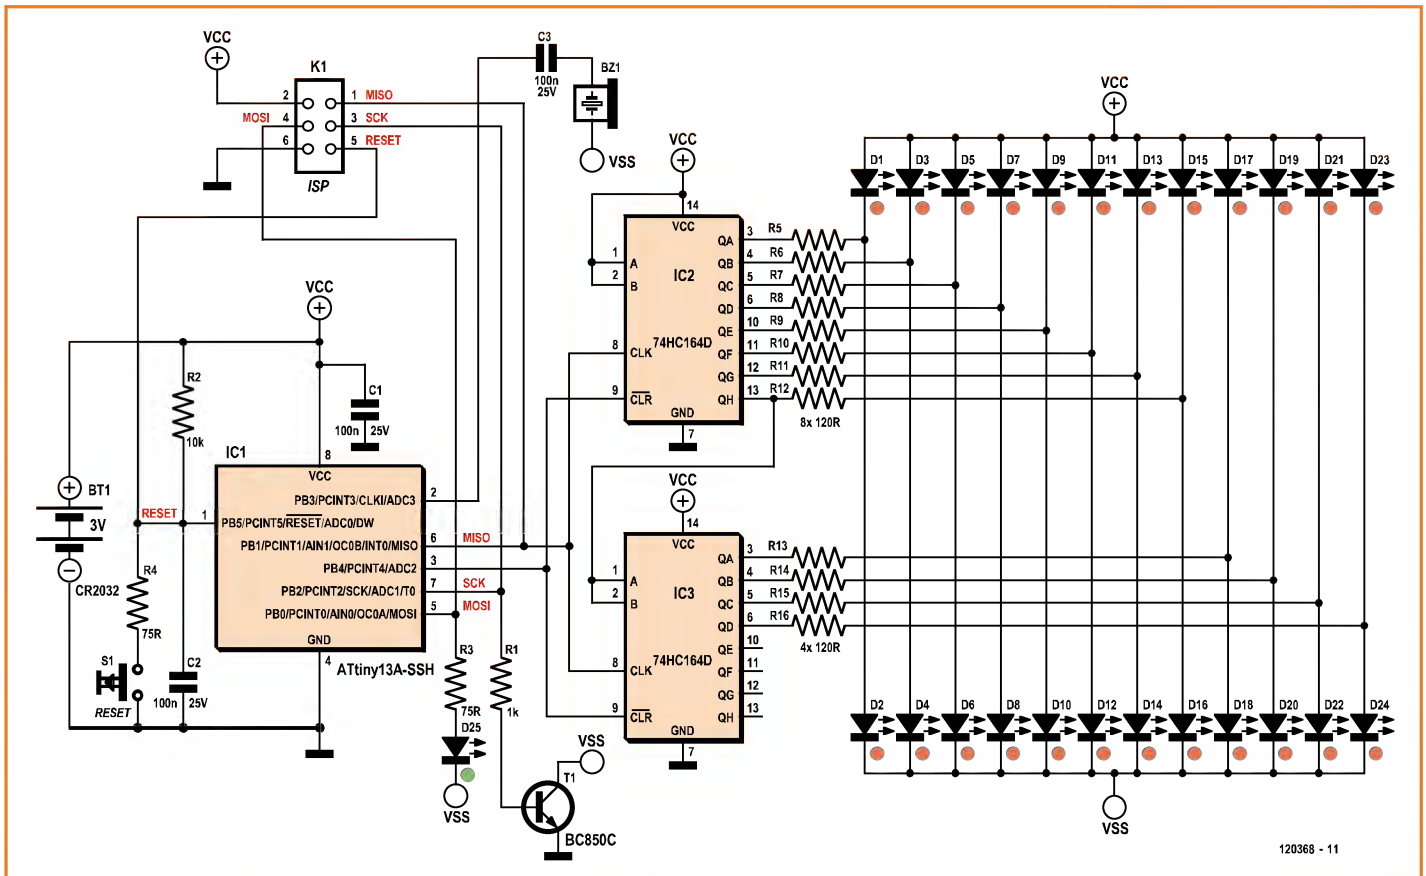 VCC
K1
2
1
MISO
MOSI
4
3
SCK
6
5
RESET
ISP
C3
100n
25V
BZ1
VSS
VCC
14
VCC
1
A
2
B
IC2
74HC164D
8
CLK
9
CLR
GND
7
QA
3
R5
QB
4
R6
QC
5
R7
QD
6
R8
QE
10
R9
QF
11
R10
QG
12
R11
QH
13
R12
8x 120R
VCC
D1
D3
D5
D7
D9
D11
D13
D15
D17
D19
D21
D23
VCC
R2
10k
C1
100n
25V
IC1
8
VCC
BT1
3V
CR2032
RESET
1
PB5/PCINT5/RESET/ADC0/DW
PB3/PCINT3/CLKI/ADC3
2
PB1/PCINT1/AIN1/OC0B/INT0/MISO
6
MISO
PB4/PCINT4/ADC2
3
PB2/PCINT2/SCK/ADC1/T0
7
SCK
PB0/PCINT0/AIN0/OC0A/MOSI
5
MOSI
GND
4
ATtiny13A-SSH
R4
75R
S1
RESET
C2
100n
25V
R3
75R
D25
VSS
R1
1k
T1
VSS
BC850C
VCC
14
VCC
1
A
2
B
IC3
74HC164D
8
CLK
9
CLR
GND
7
QA
3
R13
QB
4
R14
QC
5
R15
QD
6
R16
QE
10
QF
11
QG
12
QH
13
4x 120R
D2
D4
D6
D8
D10
D12
D14
D16
D18
D20
D22
D24
VSS
120368 - 11